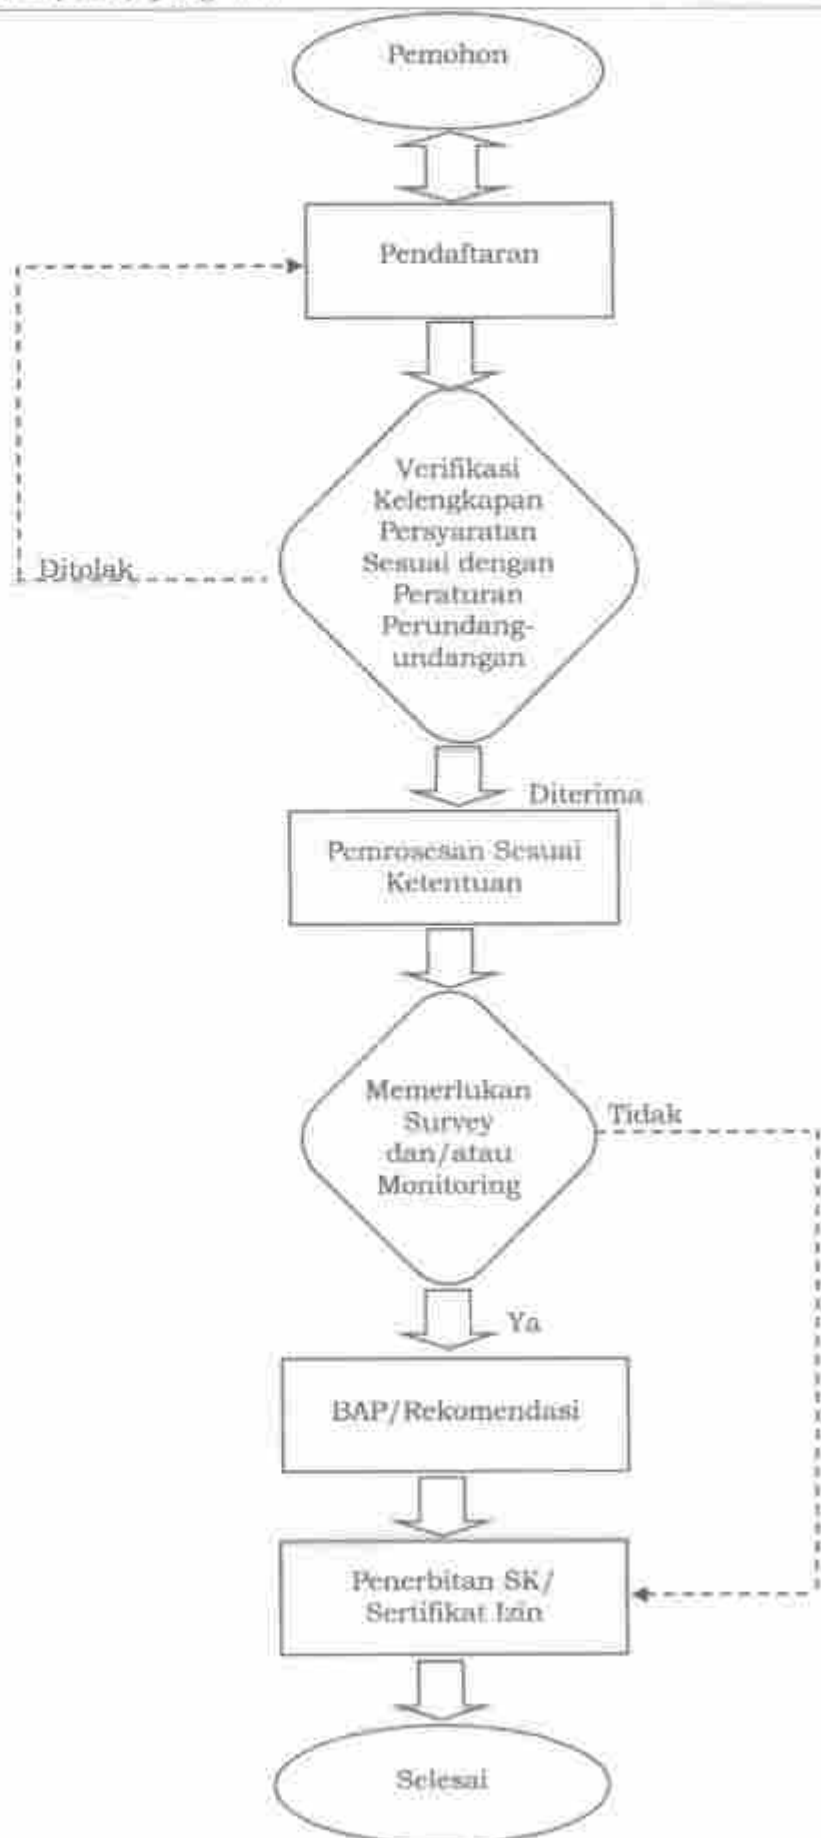 Pemohon
Pendaftaran
Verifikasi
Kelengkapan
Persyaratan
Sesuai dengan
Peraturan
Perundang-
undangan
Ditolak
Diterima
Pemrosesan Sesuai
Ketentuan
Memerlukan
Survey
dan/atau
Monitoring
Tidak
Ya
BAP/Rekomendasi
Penerbitan SK/
Sertifikat Izin
Selesai